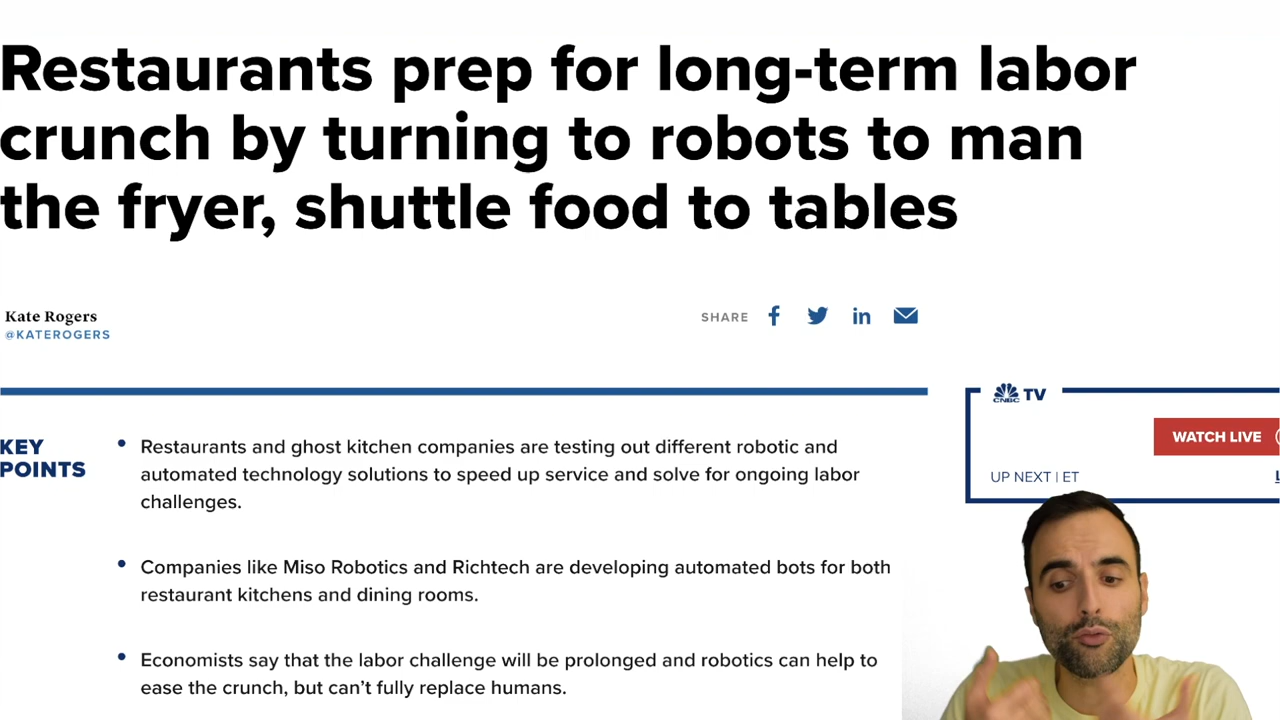 Restaurants prep for long-term labor
crunch by turning to robots to man
the fryer, shuttle food to tables
Kate Rogers
@KATEROGERS
SHARE
CNBC TV
WATCH LIVE
UP NEXT | ET
KEY
POINTS
• Restaurants and ghost kitchen companies are testing out different robotic and
automated technology solutions to speed up service and solve for ongoing labor
challenges.
• Companies like Miso Robotics and Richtech are developing automated bots for both
restaurant kitchens and dining rooms.
• Economists say that the labor challenge will be prolonged and robotics can help to
ease the crunch, but can’t fully replace humans.